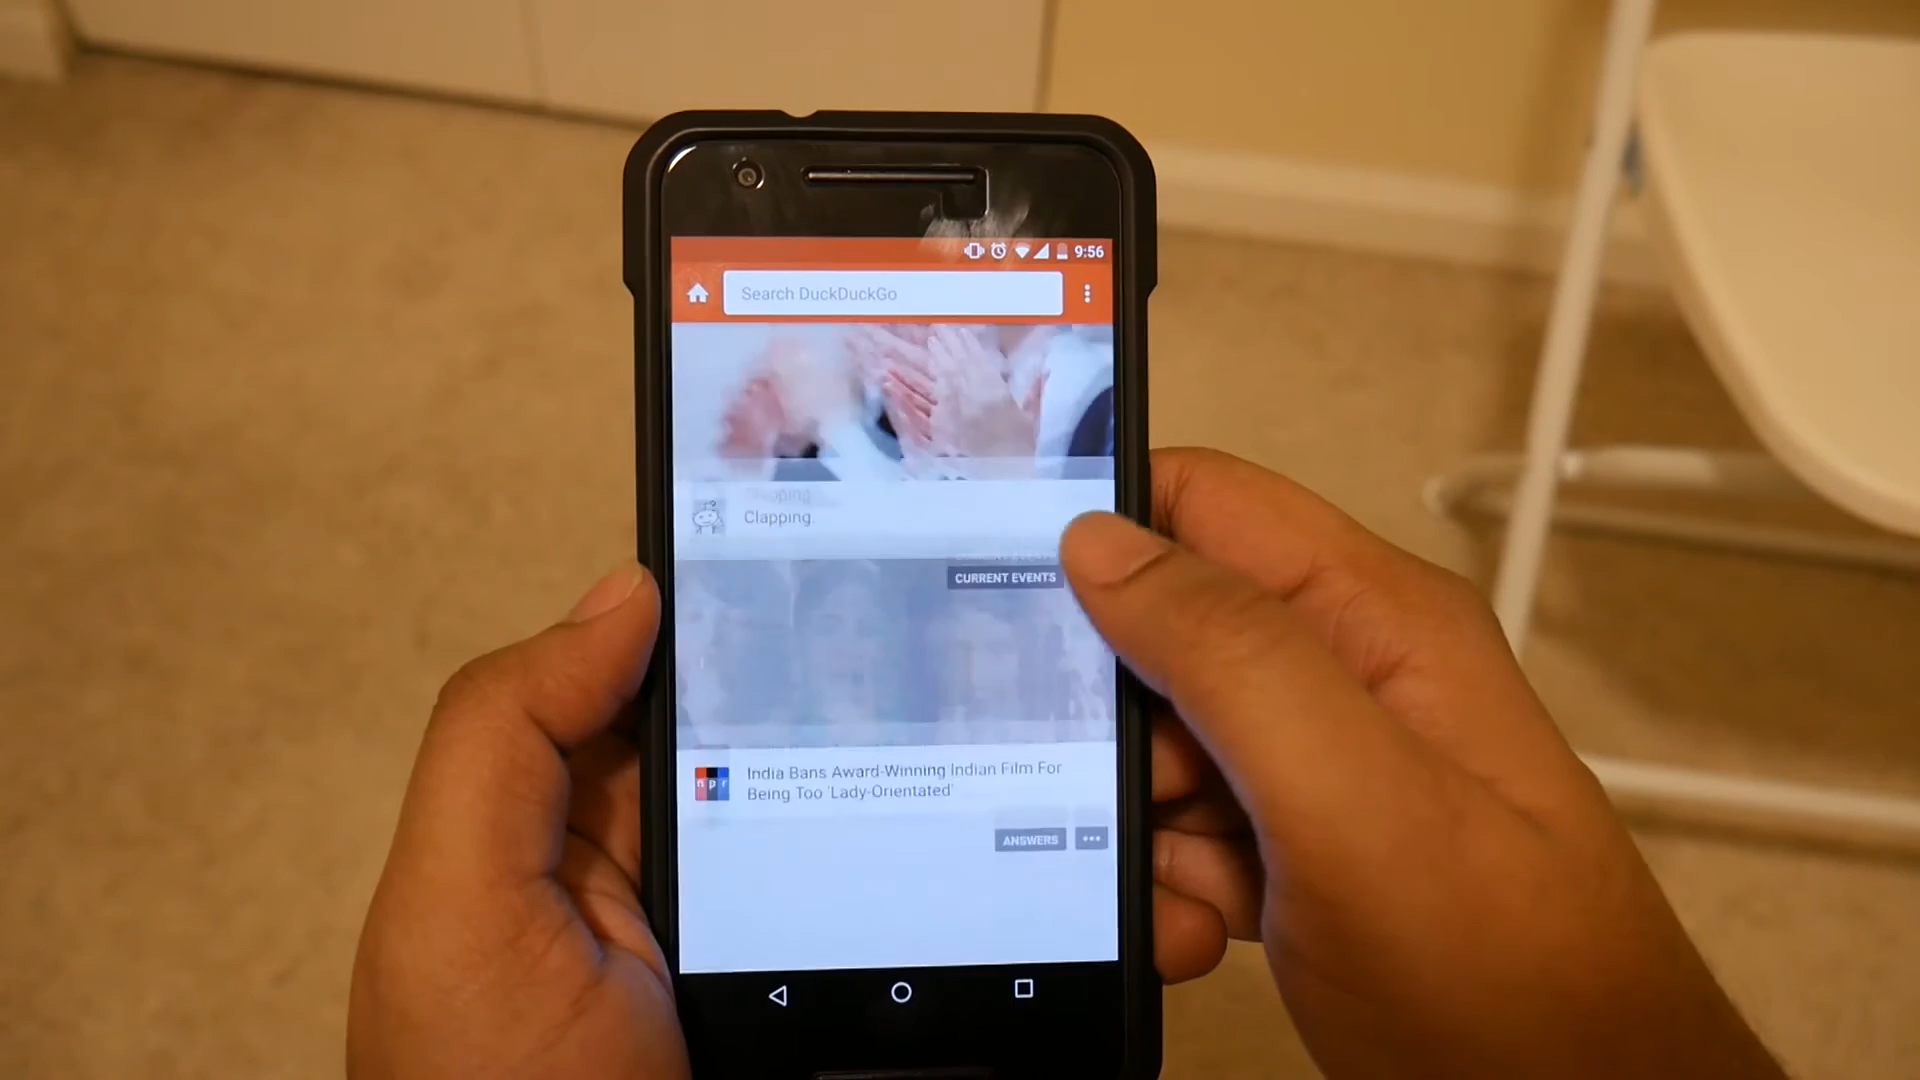 9:56
Search DuckDuckGo
Clapping
Clapping.
CURRENT EVENTS
npr
India Bans Award-Winning Indian Film For
Being Too 'Lady-Orientated'
ANSWERS